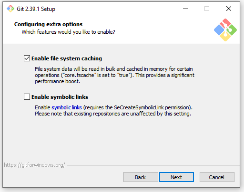 Git 2.39.1 Setup
Configuring extra options
Which features would you like to enable?
Enable file system caching
File system data will be read in bulk and cached in memory for certain
operations ("core.fscache" is set to "true"). This provides a significant
performance boost.
Enable symbolic links
Enable symbolic links (requires the SeCreateSymbolicLink permission).
Please note that existing repositories are unaffected by this setting.
https://gitforwindows.org/
Back
Next
Cancel